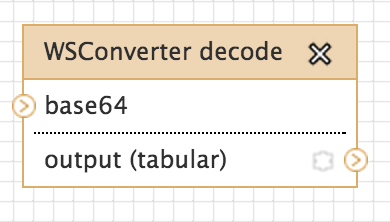 WSConverter decode
base64
output (tabular)